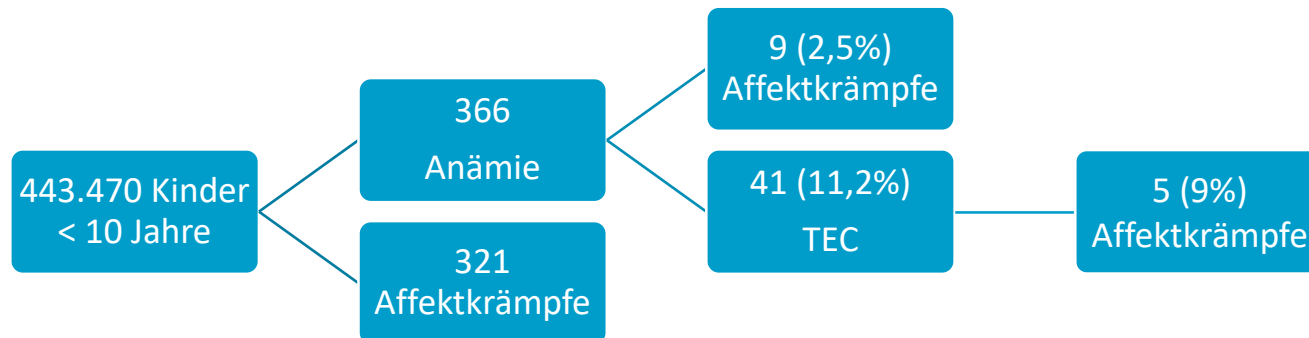 443.470 Kinder
< 10 Jahre
366
Anämie
321
Affektkrämpfe
9 (2,5%)
Affektkrämpfe
41 (11,2%)
TEC
5 (9%)
Affektkrämpfe